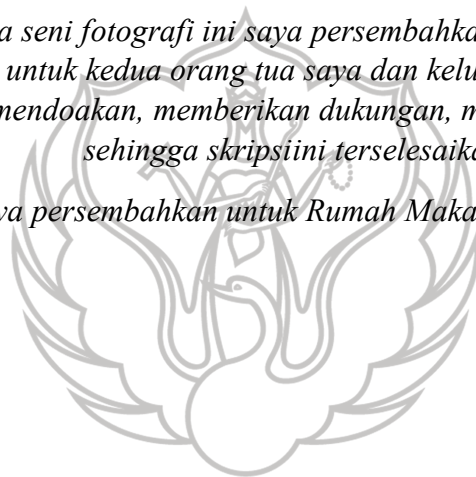 a seni fotografi ini saya persembahka
untuk kedua orang tua saya dan kelu
mendoakan, memberikan dukungan, m
sehingga skripsiini terselesaika
ya persembahkan untuk Rumah Maka